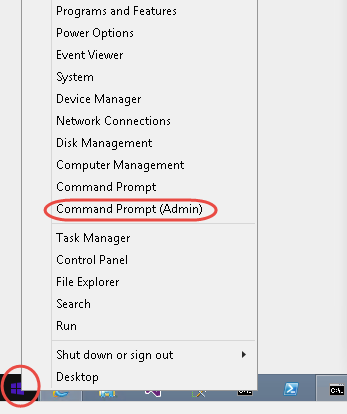 Programs and Features
Power Options
Event Viewer
System
Device Manager
Network Connections
Disk Management
Computer Management
Command Prompt
Command Prompt (Admin)
Task Manager
Control Panel
File Explorer
Search
Run
Shut down or sign out
Desktop